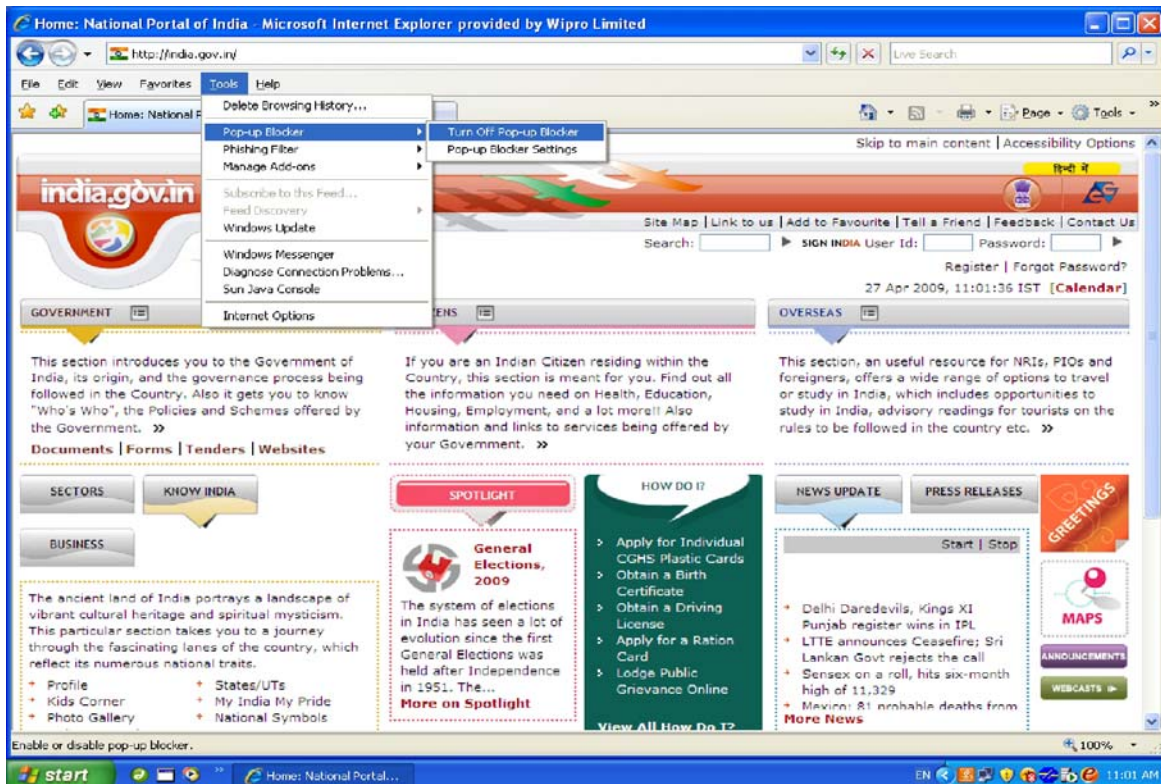 Home: National Portal of India - Microsoft Internet Explorer provided by Wipro Limited
http://india.gov.in/
Live Search
File Edit View Favorites Tools Help
Home: National P
Page Tools
Delete Browsing History...
Pop-up Blocker
Phishing Filter
Manage Add-ons
Subscribe to this Feed...
Feed Discovery
Windows Update
Windows Messenger
Diagnose Connection Problems...
Sun Java Console
Internet Options
Turn Off Pop-up Blocker
Pop-up Blocker Settings
Skip to main content | Accessibility Options
हिन्दी में
india.gov.in
Site Map | Link to us | Add to Favourite | Tell a Friend | Feedback | Contact Us
Search: SIGN INDIA User Id: Password:
Register | Forgot Password?
27 Apr 2009, 11:01:36 IST [Calendar]
GOVERNMENT
This section introduces you to the Government of
India, its origin, and the governance process being
followed in the Country. Also it gets you to know
"Who's Who", the Policies and Schemes offered by
the Government. »
Documents | Forms | Tenders | Websites
ENS
If you are an Indian Citizen residing within the
Country, this section is meant for you. Find out all
the information you need on Health, Education,
Housing, Employment, and a lot more!! Also
information and links to services being offered by
your Government. »
OVERSEAS
This section, an useful resource for NRIs, PIOs and
foreigners, offers a wide range of options to travel
or study in India, which includes opportunities to
study in India, advisory readings for tourists on the
rules to be followed in the country etc. »
SECTORS
KNOW INDIA
BUSINESS
The ancient land of India portrays a landscape of
vibrant cultural heritage and spiritual mysticism.
This particular section takes you to a journey
through the fascinating lanes of the country, which
reflect its numerous national traits.
Profile
Kids Corner
Photo Gallery
States/UTs
My India My Pride
National Symbols
SPOTLIGHT
General
Elections,
2009
The system of elections
in India has seen a lot of
evolution since the first
General Elections was
held after Independence
in 1951. The...
More on Spotlight
HOW DO I?
Apply for Individual
CGHS Plastic Cards
Obtain a Birth
Certificate
Obtain a Driving
License
Apply for a Ration
Card
Lodge Public
Grievance Online
View All How Do I?
NEWS UPDATE
PRESS RELEASES
Start | Stop
Delhi Daredevils, Kings XI
Punjab register wins in IPL
LTTE announces Ceasefire; Sri
Lankan Govt rejects the call
Sensex on a roll, hits six-month
high of 11,329
Mexico: 81 probable deaths from
More News
GREETINGS
MAPS
ANNOUNCEMENTS
WEBCASTS
Enable or disable pop-up blocker.
100%
start
Home: National Portal...
EN
11:01 AM